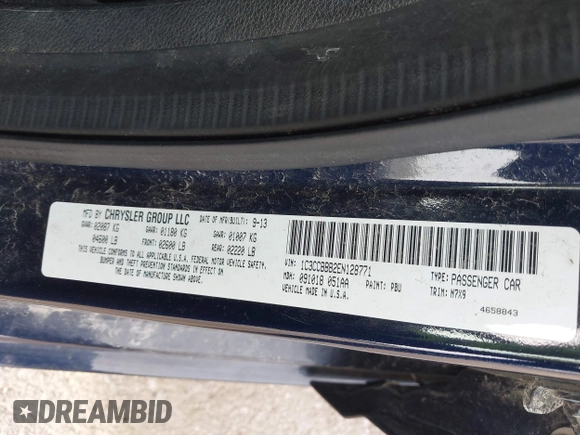 MFD BY CHRYSLER GROUP LLC DATE OF MFR(BUILT): 9-13
GVWR: 02087 KG GAWR: 01180 KG GAWR: 01007 KG
04600 LB FRONT: 02600 LB REAR: 02220 LB
THIS VEHICLE CONFORMS TO ALL APPLICABLE U.S.A. FEDERAL MOTOR VEHICLE SAFETY,
BUMPER AND THEFT PREVENTION STANDARDS IN EFFECT ON
THE DATE OF MANUFACTURE SHOWN ABOVE.
VIN: 1C3CCBBB2EN128771 TYPE: PASSENGER CAR
MDH: 091018 051AA PAINT: PBU TRIM: M7X9
VEHICLE MADE IN U.S.A. 4658843
DREAMBID